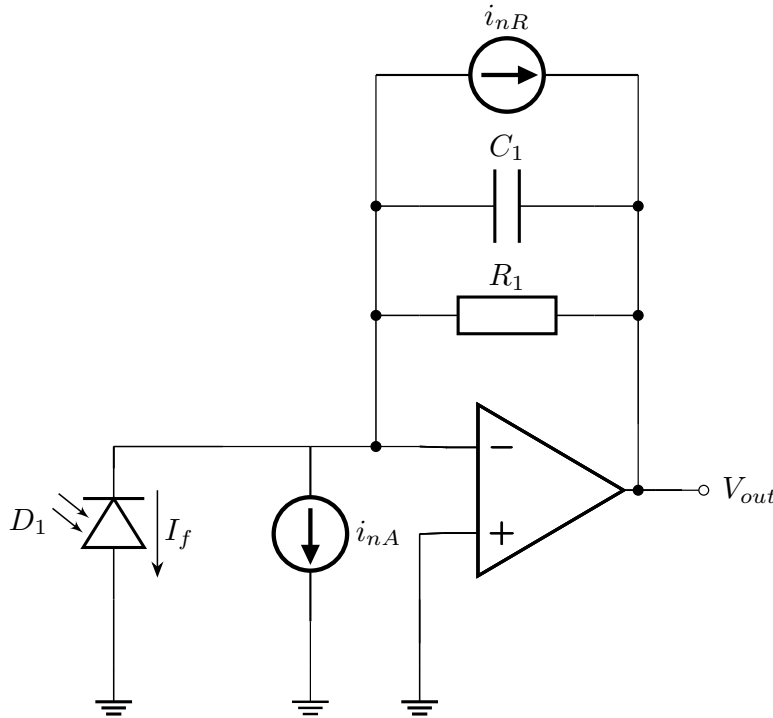 i_{nR}
C_1
R_1
D_1
I_f
i_{nA}
−
+
V_{out}